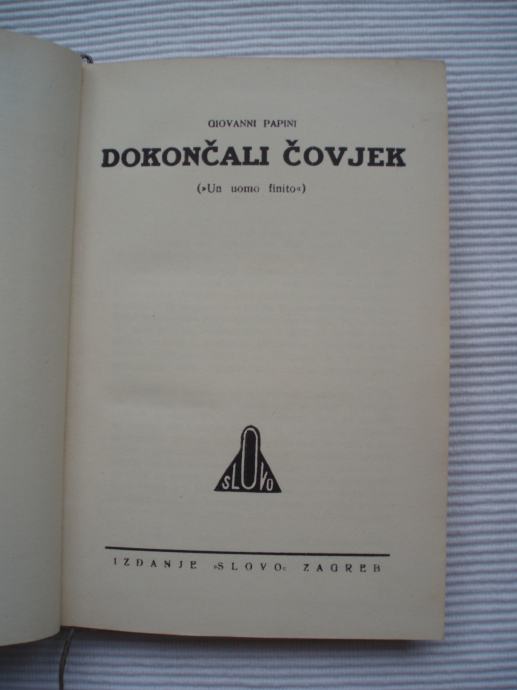 GIOVANNI PAPINI
DOKONČALI ČOVJEK
(»Un uomo finito«)
SLOVO
IZDANJE »SLOVO« ZAGREB